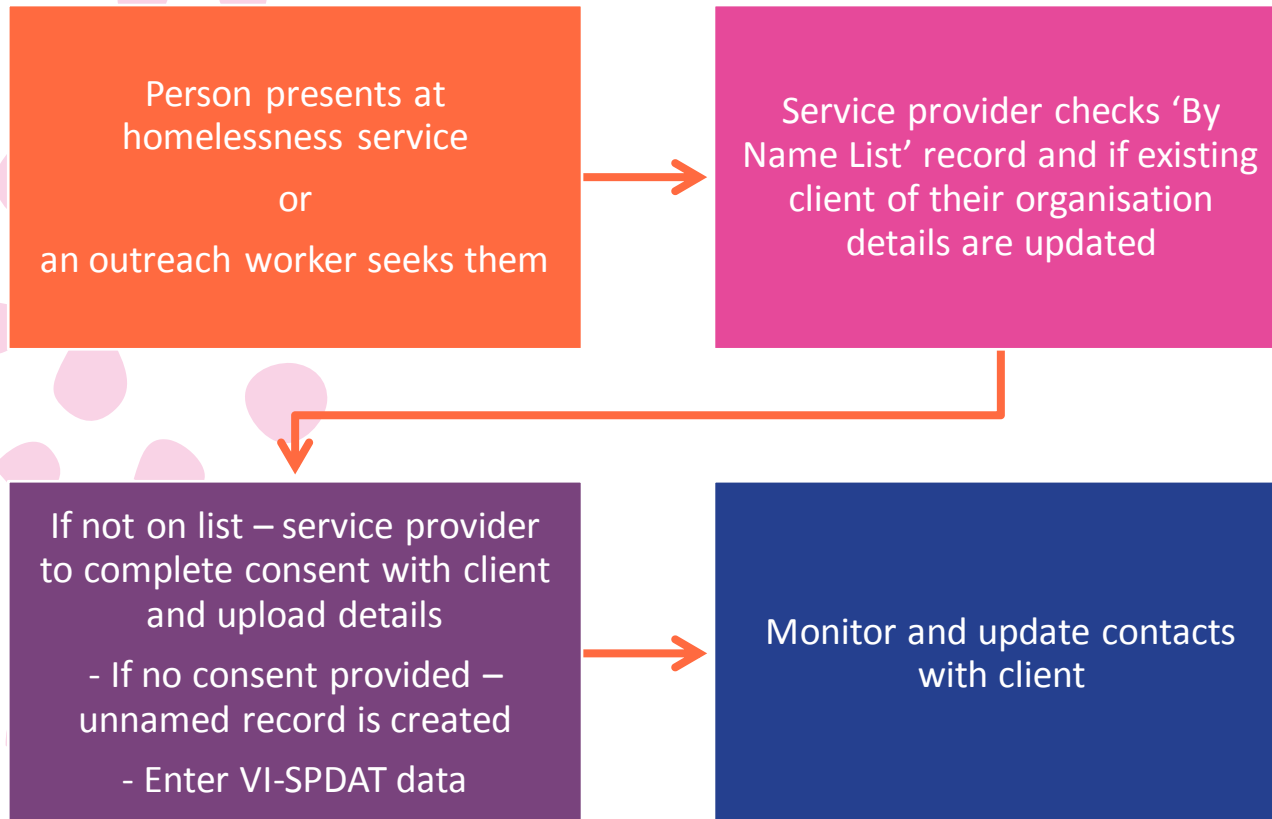 Person presents at
homelessness service
or
an outreach worker seeks them
Service provider checks ‘By
Name List’ record and if existing
client of their organisation
details are updated
If not on list – service provider
to complete consent with client
and upload details
- If no consent provided –
unnamed record is created
- Enter VI-SPDAT data
Monitor and update contacts
with client